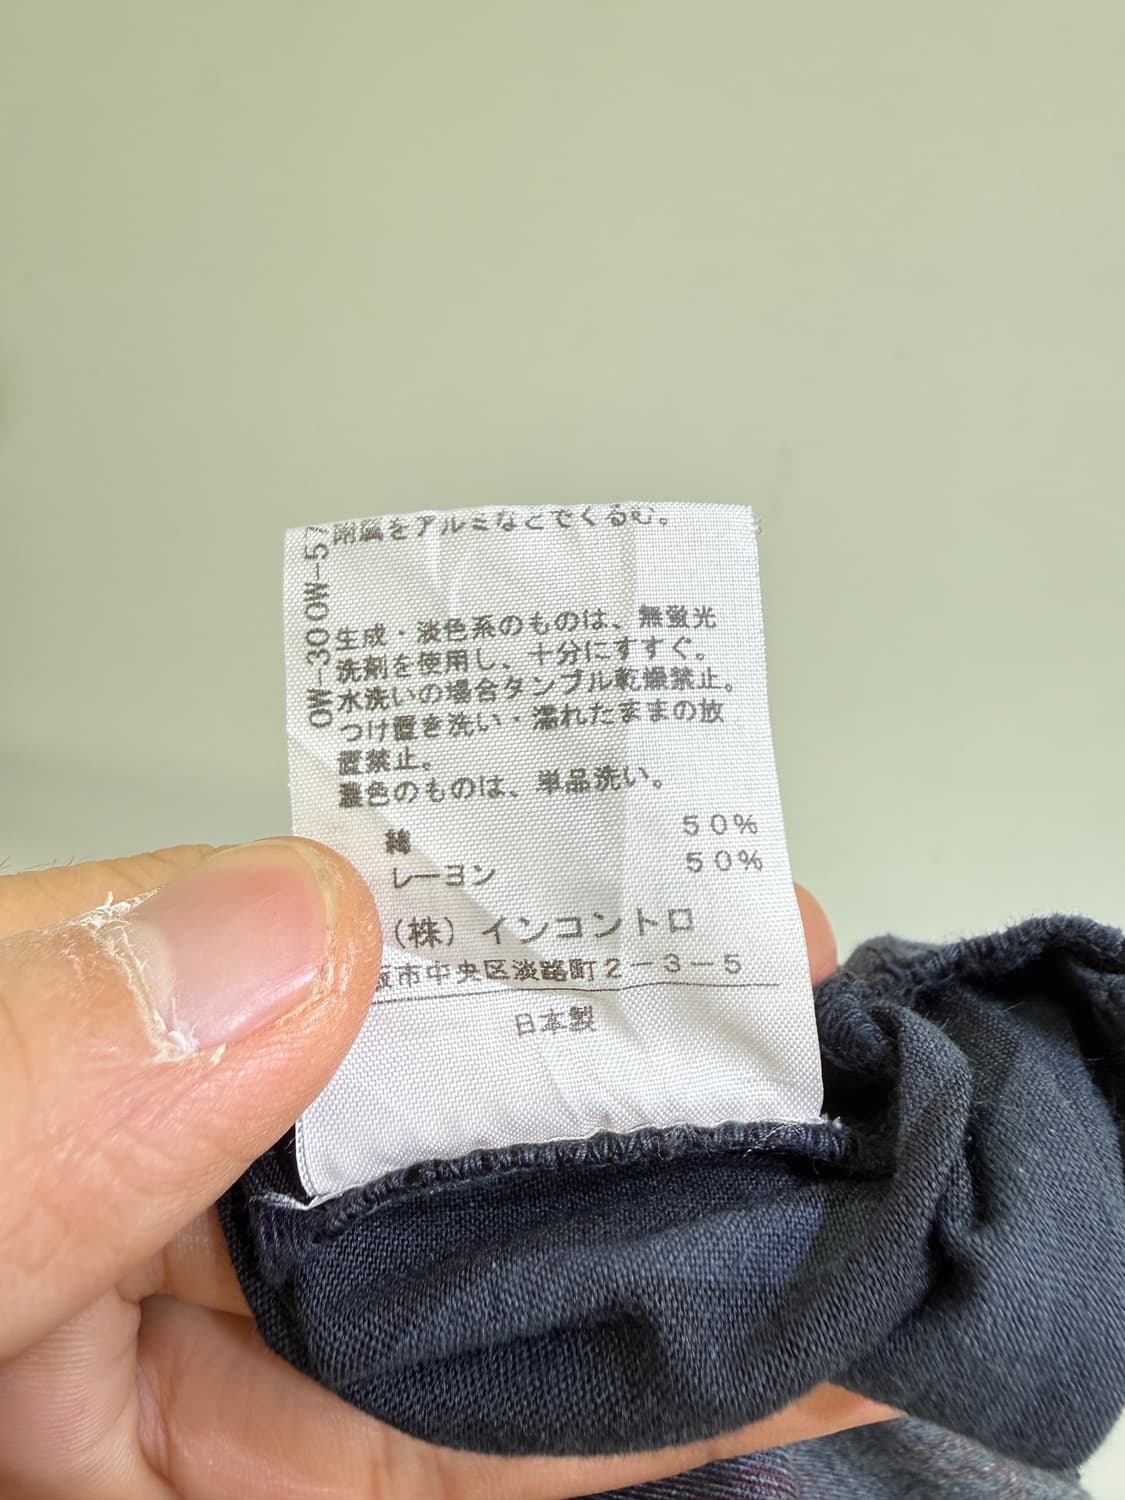 附属をアルミなどでくるむ。
OW-30OW-57
生成・淡色系のものは、無蛍光
洗剤を使用し、十分にすすぐ。
水洗いの場合タンブル乾燥禁止。
つけ置き洗い・濡れたままの放
置禁止。
濃色のものは、単品洗い。
綿 50%
レーヨン 50%
(株)インコントロ
阪市中央区淡路町2-3-5
日本製